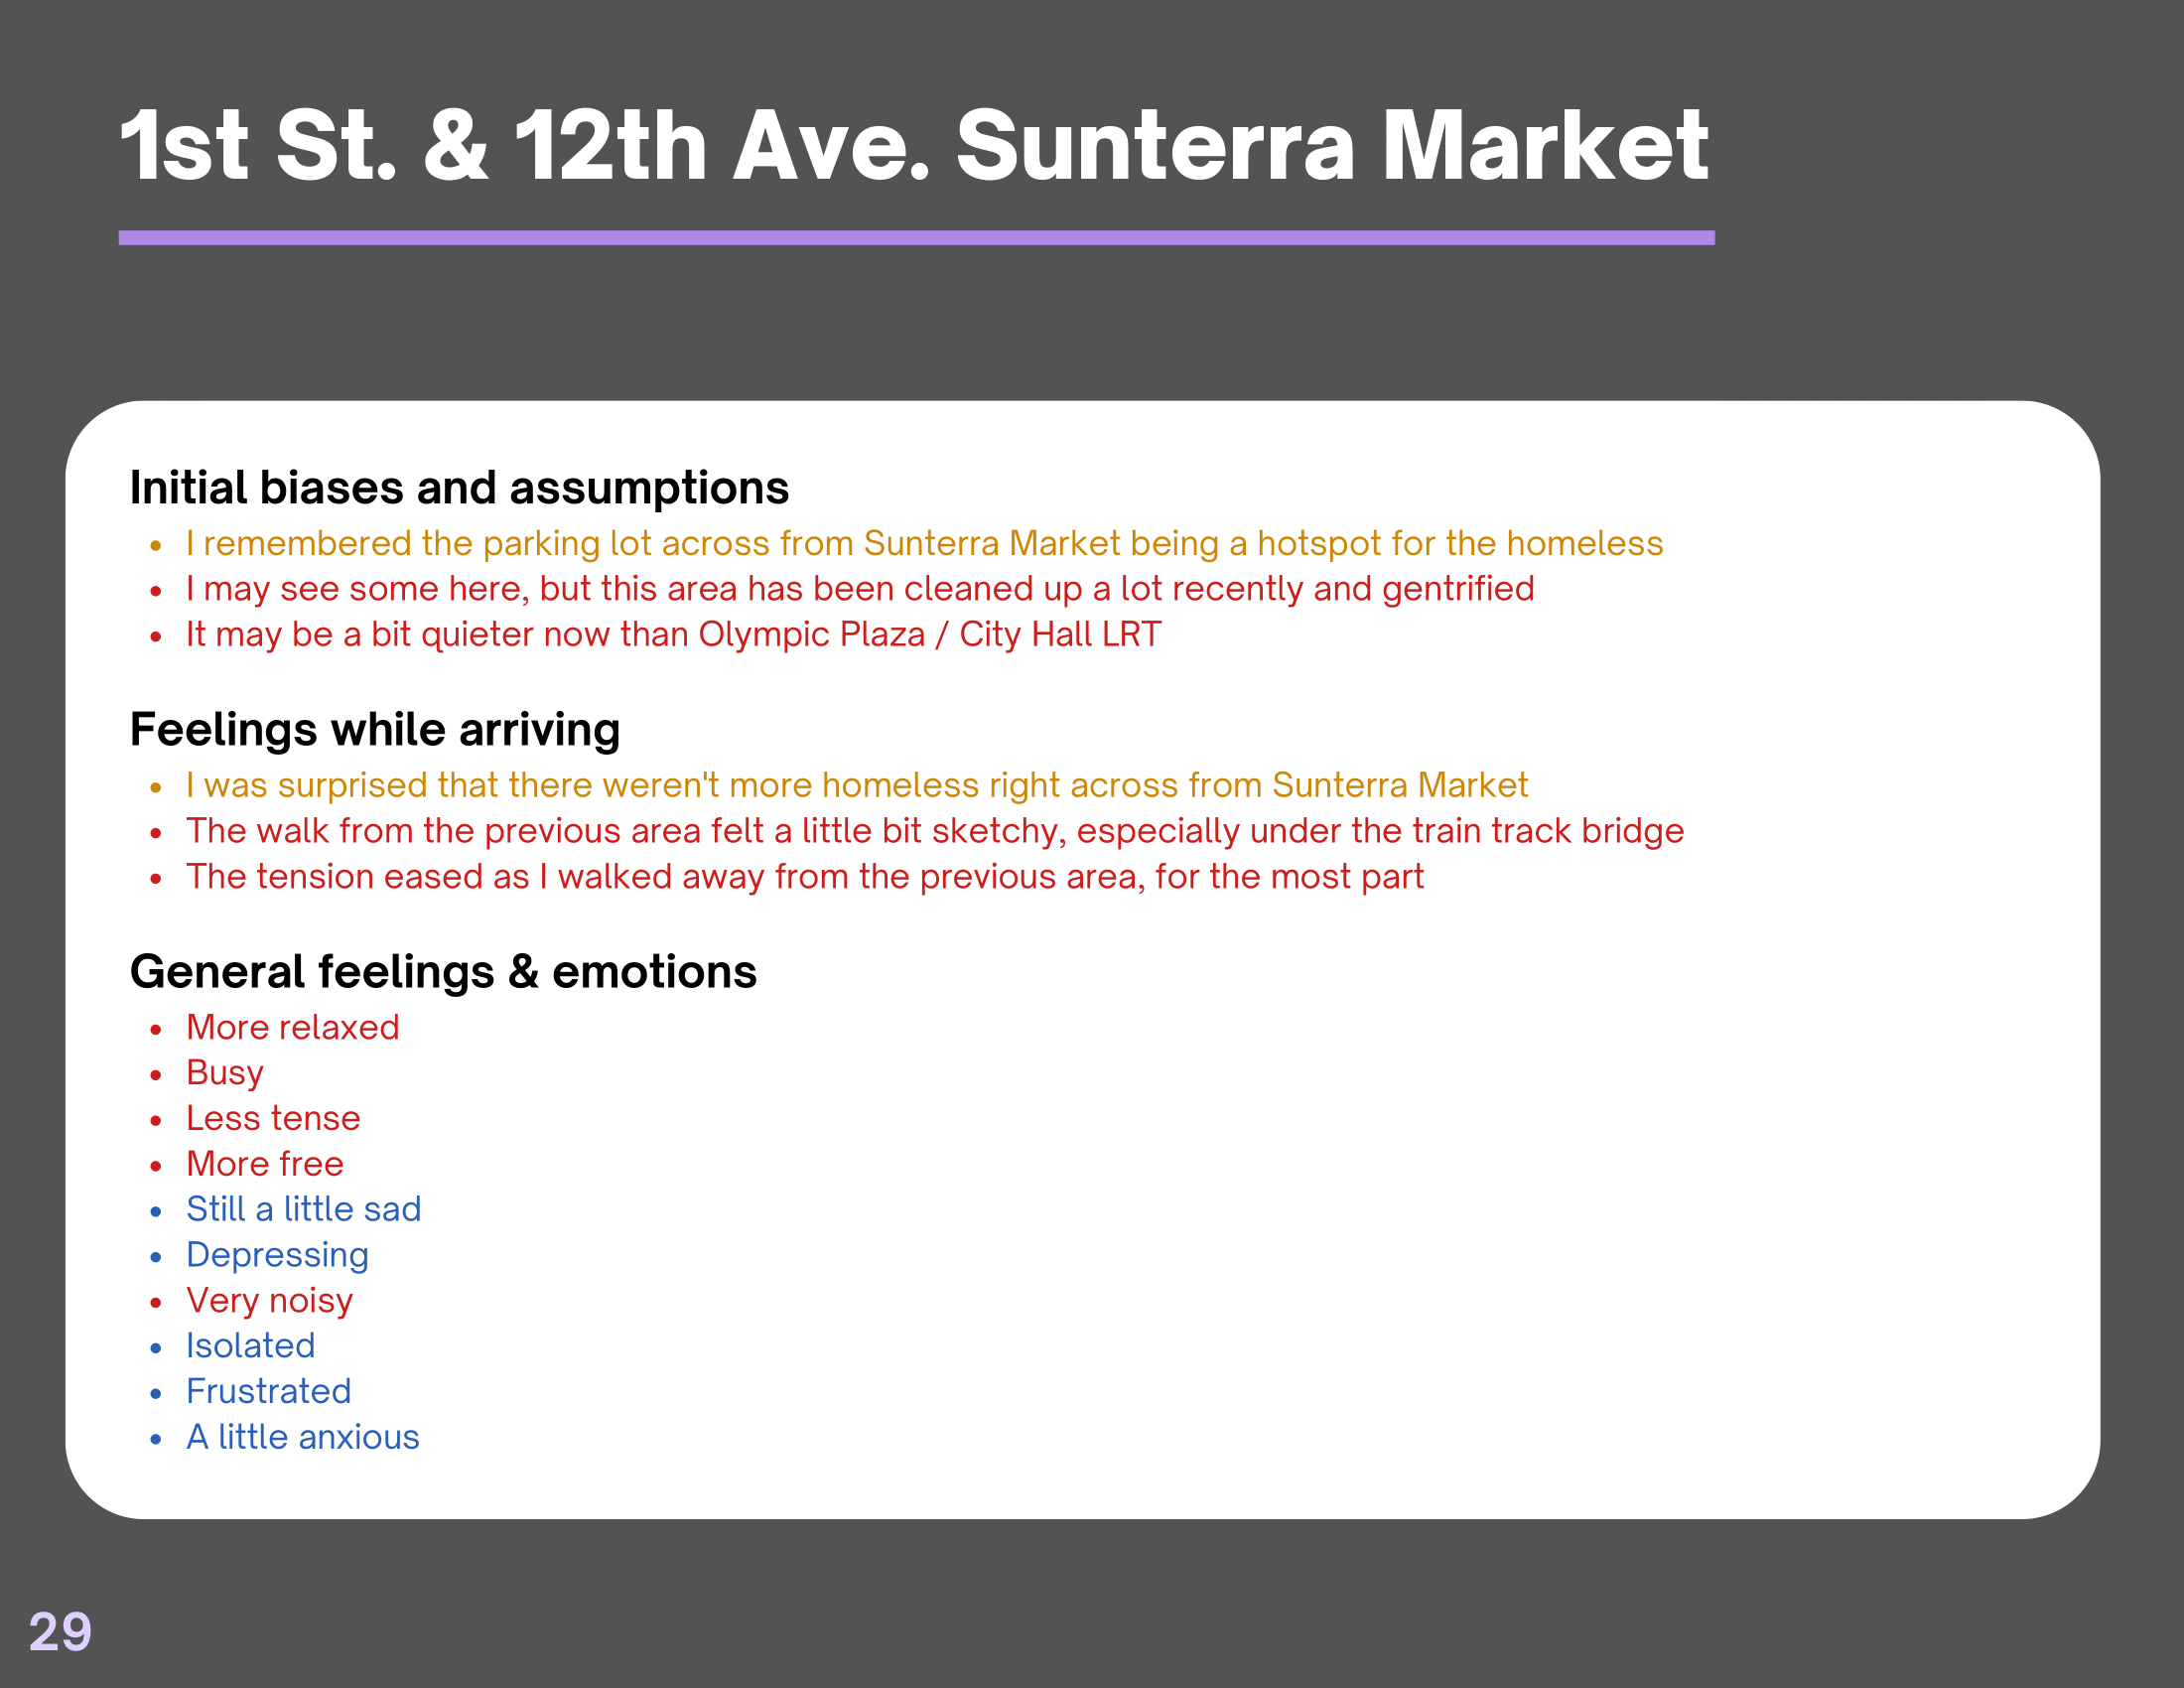 1st St. & 12th Ave. Sunterra Market
Initial biases and assumptions
• I remembered the parking lot across from Sunterra Market being a hotspot for the homeless
• I may see some here, but this area has been cleaned up a lot recently and gentrified
• It may be a bit quieter now than Olympic Plaza / City Hall LRT
Feelings while arriving
• I was surprised that there weren't more homeless right across from Sunterra Market
• The walk from the previous area felt a little bit sketchy, especially under the train track bridge
• The tension eased as I walked away from the previous area, for the most part
General feelings & emotions
• More relaxed
• Busy
• Less tense
• More free
• Still a little sad
• Depressing
• Very noisy
• Isolated
• Frustrated
• A little anxious
29